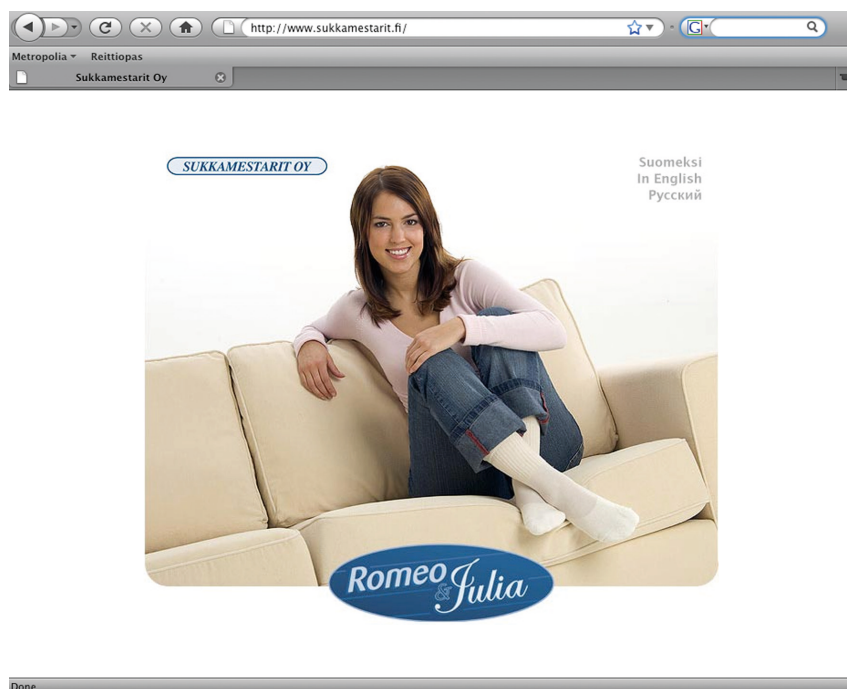 http://www.sukkamestarit.fi/
G
Metropolia
Reittiopas
Sukkamestarit Oy
SUKKAMESTARIT OY
Suomeksi
In English
Русский
Romeo & Julia
Done